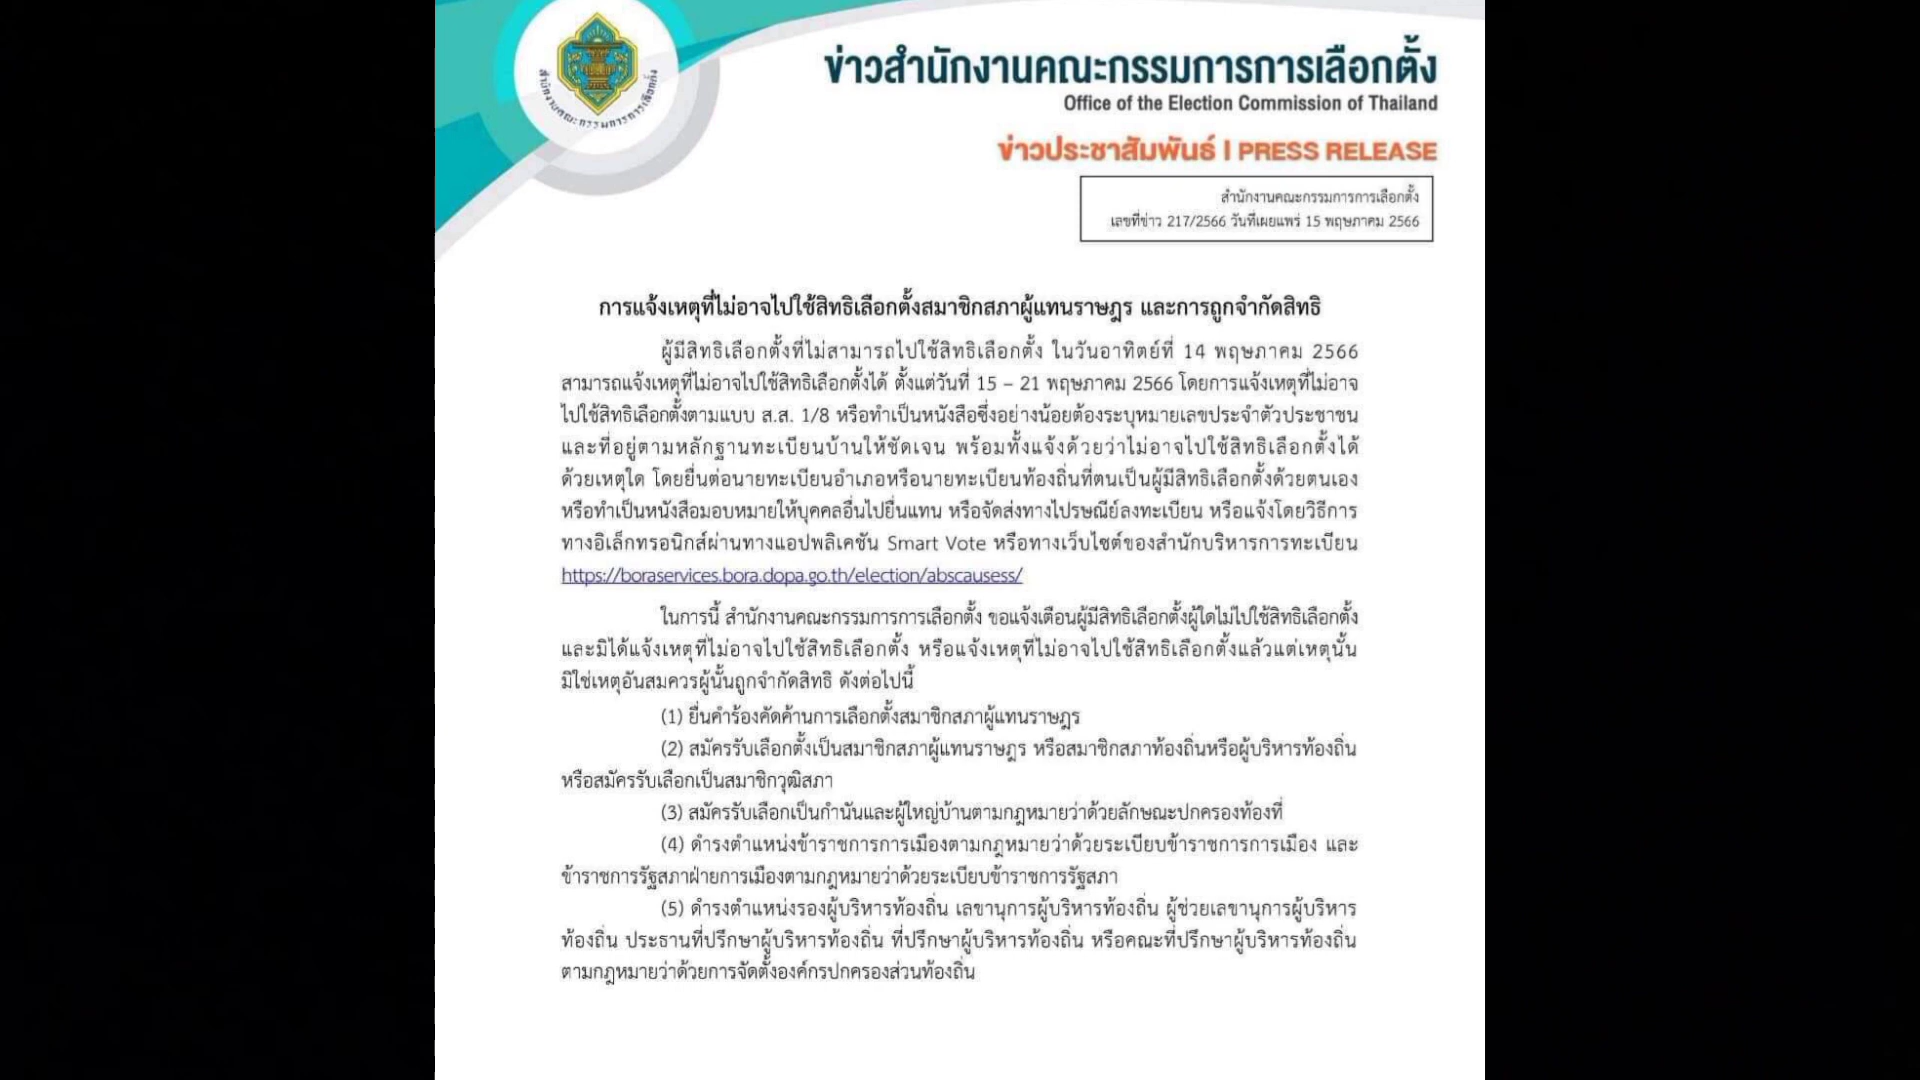 สำนักงานคณะกรรมการการเลือกตั้ง
ข่าวสำนักงานคณะกรรมการการเลือกตั้ง
Office of the Election Commission of Thailand
ข่าวประชาสัมพันธ์ | PRESS RELEASE
สำนักงานคณะกรรมการการเลือกตั้ง
เลขที่ข่าว 217/2566 วันที่เผยแพร่ 15 พฤษภาคม 2566
การแจ้งเหตุที่ไม่อาจไปใช้สิทธิเลือกตั้งสมาชิกสภาผู้แทนราษฎร และการถูกจำกัดสิทธิ
ผู้มีสิทธิเลือกตั้งที่ไม่สามารถไปใช้สิทธิเลือกตั้ง ในวันอาทิตย์ที่ 14 พฤษภาคม 2566
สามารถแจ้งเหตุที่ไม่อาจไปใช้สิทธิเลือกตั้งได้ ตั้งแต่วันที่ 15 – 21 พฤษภาคม 2566 โดยการแจ้งเหตุที่ไม่อาจ
ไปใช้สิทธิเลือกตั้งตามแบบ ส.ส. 1/8 หรือทำเป็นหนังสือซึ่งอย่างน้อยต้องระบุหมายเลขประจำตัวประชาชน
และที่อยู่ตามหลักฐานทะเบียนบ้านให้ชัดเจน พร้อมทั้งแจ้งด้วยว่าไม่อาจไปใช้สิทธิเลือกตั้งได้
ด้วยเหตุใด โดยยื่นต่อนายทะเบียนอำเภอหรือนายทะเบียนท้องถิ่นที่ตนเป็นผู้มีสิทธิเลือกตั้งด้วยตนเอง
หรือทำเป็นหนังสือมอบหมายให้บุคคลอื่นไปยื่นแทน หรือจัดส่งทางไปรษณีย์ลงทะเบียน หรือแจ้งโดยวิธีการ
ทางอิเล็กทรอนิกส์ผ่านทางแอปพลิเคชัน Smart Vote หรือทางเว็บไซต์ของสำนักบริหารการทะเบียน
https://boraservices.bora.dopa.go.th/election/abscausess/
ในการนี้ สำนักงานคณะกรรมการการเลือกตั้ง ขอแจ้งเตือนผู้มีสิทธิเลือกตั้งผู้ใดไม่ไปใช้สิทธิเลือกตั้ง
และมิได้แจ้งเหตุที่ไม่อาจไปใช้สิทธิเลือกตั้ง หรือแจ้งเหตุที่ไม่อาจไปใช้สิทธิเลือกตั้งแล้วแต่เหตุนั้น
มิใช่เหตุอันสมควรผู้นั้นถูกจำกัดสิทธิ ดังต่อไปนี้
(1) ยื่นคำร้องคัดค้านการเลือกตั้งสมาชิกสภาผู้แทนราษฎร
(2) สมัครรับเลือกตั้งเป็นสมาชิกสภาผู้แทนราษฎร หรือสมาชิกสภาท้องถิ่นหรือผู้บริหารท้องถิ่น
หรือสมัครรับเลือกเป็นสมาชิกวุฒิสภา
(3) สมัครรับเลือกเป็นกำนันและผู้ใหญ่บ้านตามกฎหมายว่าด้วยลักษณะปกครองท้องที่
(4) ดำรงตำแหน่งข้าราชการการเมืองตามกฎหมายว่าด้วยระเบียบข้าราชการการเมือง และ
ข้าราชการรัฐสภาฝ่ายการเมืองตามกฎหมายว่าด้วยระเบียบข้าราชการรัฐสภา
(5) ดำรงตำแหน่งรองผู้บริหารท้องถิ่น เลขานุการผู้บริหารท้องถิ่น ผู้ช่วยเลขานุการผู้บริหาร
ท้องถิ่น ประธานที่ปรึกษาผู้บริหารท้องถิ่น ที่ปรึกษาผู้บริหารท้องถิ่น หรือคณะที่ปรึกษาผู้บริหารท้องถิ่น
ตามกฎหมายว่าด้วยการจัดตั้งองค์กรปกครองส่วนท้องถิ่น